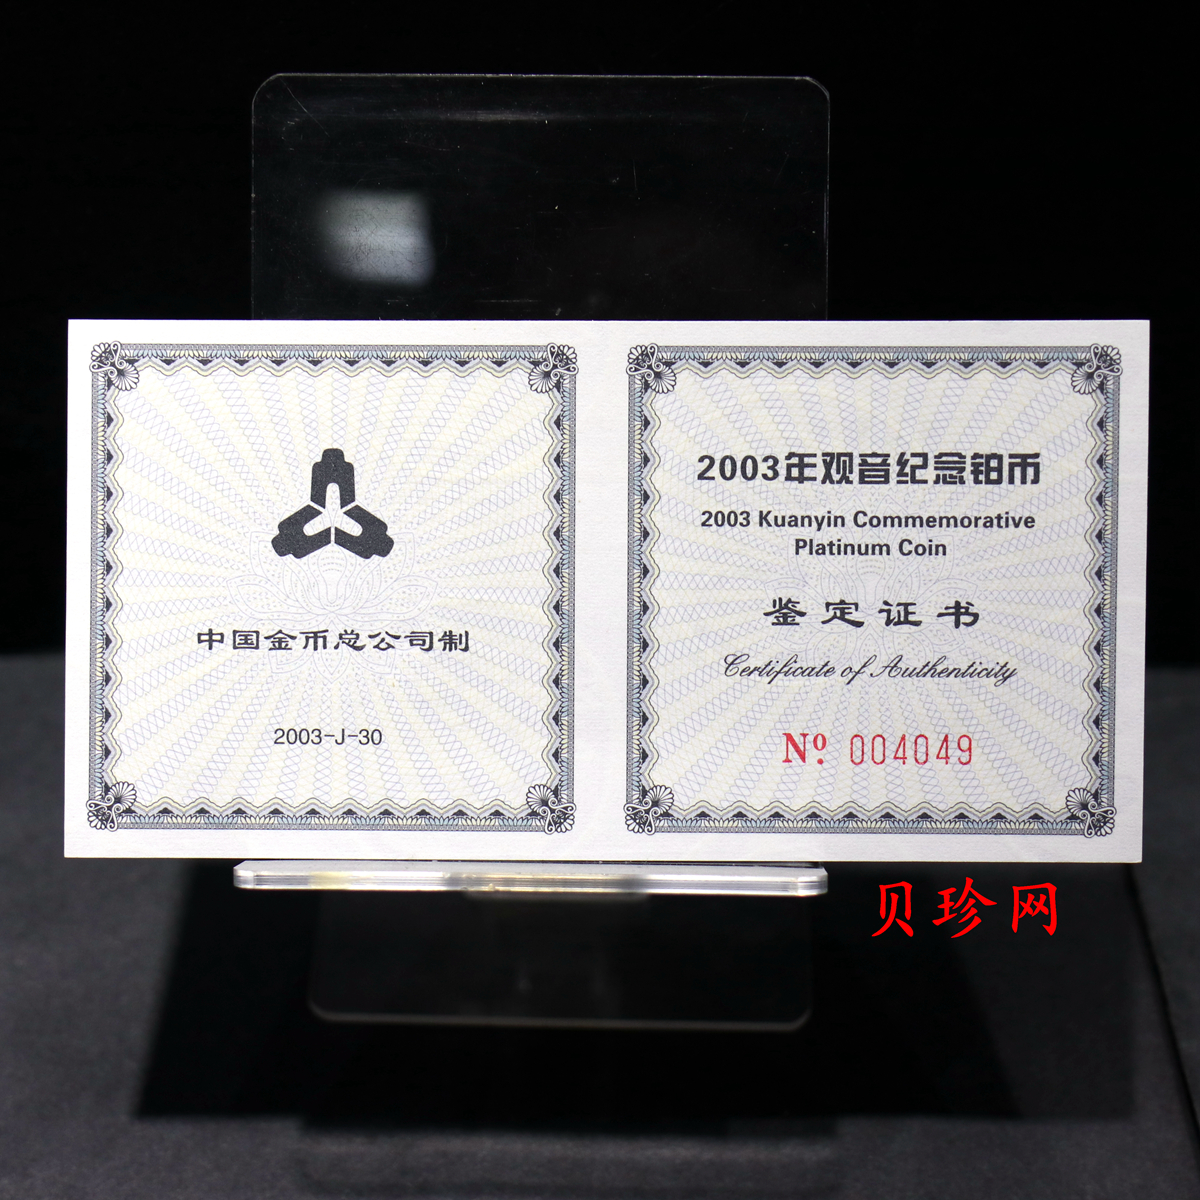 中国金币总公司制
2003-J-30
2003年观音纪念铂币
2003 Kuanyin Commemorative
Platinum Coin
鉴定证书
Certificate of Authenticity
Nº. 004049
贝珍网